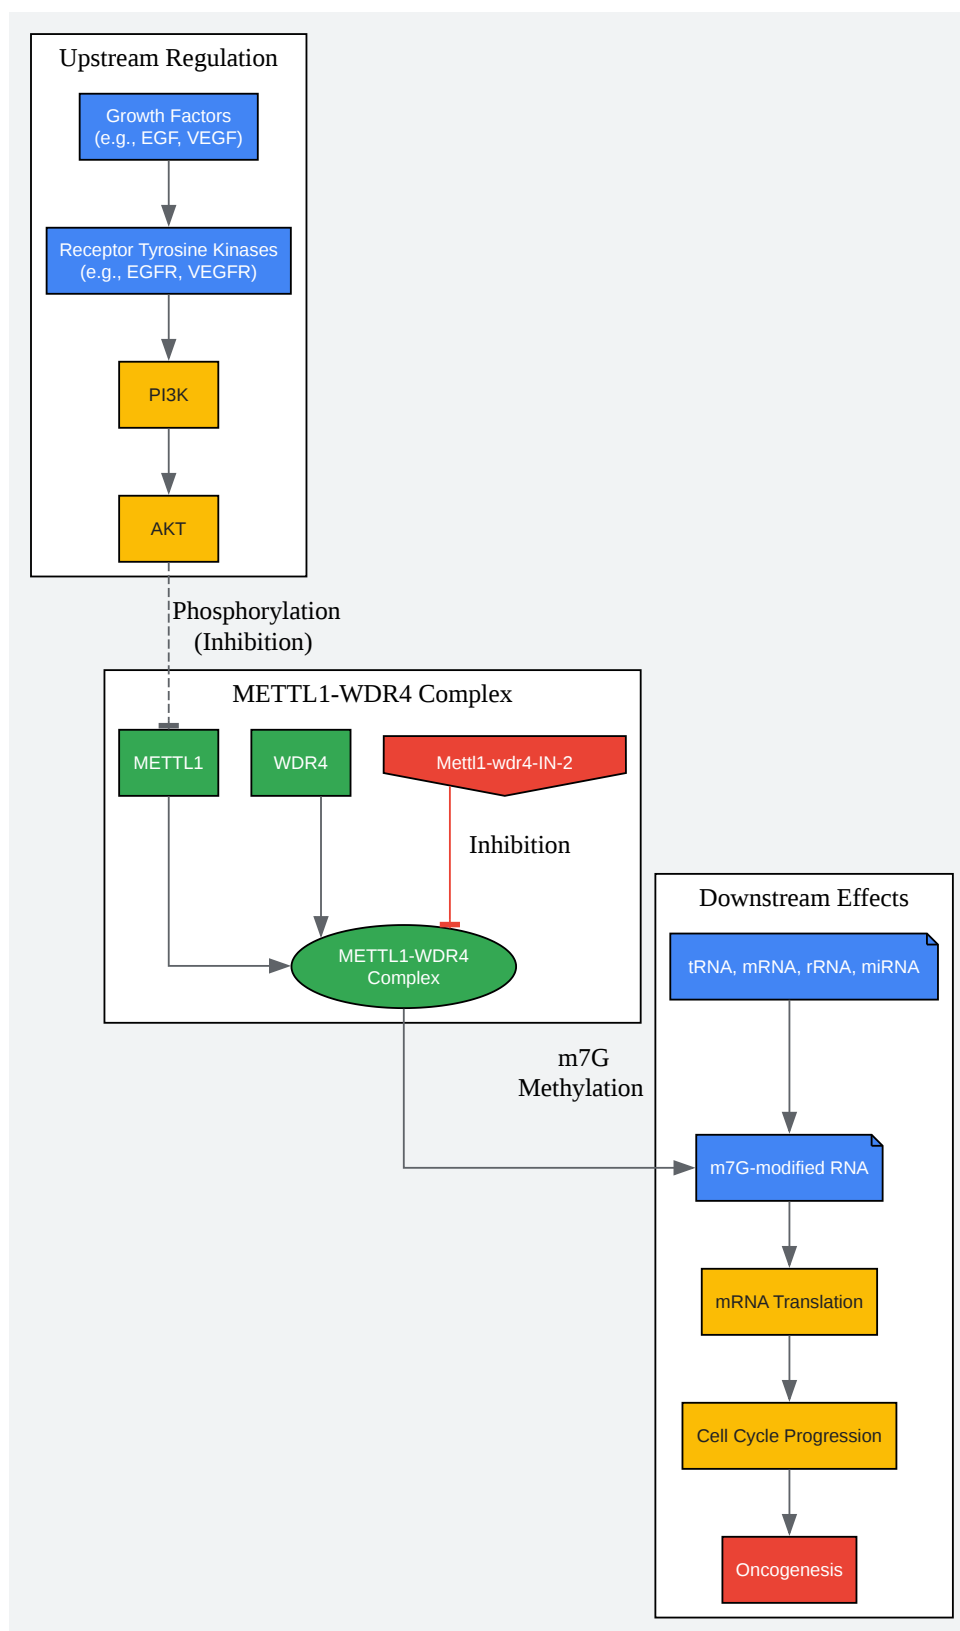 Upstream Regulation
Growth Factors
(e.g., EGF, VEGF)
Receptor Tyrosine Kinases
(e.g., EGFR, VEGFR)
PI3K
AKT
Phosphorylation
(Inhibition)
METTL1-WDR4 Complex
METTL1
WDR4
Mettl1-wdr4-IN-2
Inhibition
METTL1-WDR4
Complex
m7G
Methylation
Downstream Effects
tRNA, mRNA, rRNA, miRNA
m7G-modified RNA
mRNA Translation
Cell Cycle Progression
Oncogenesis